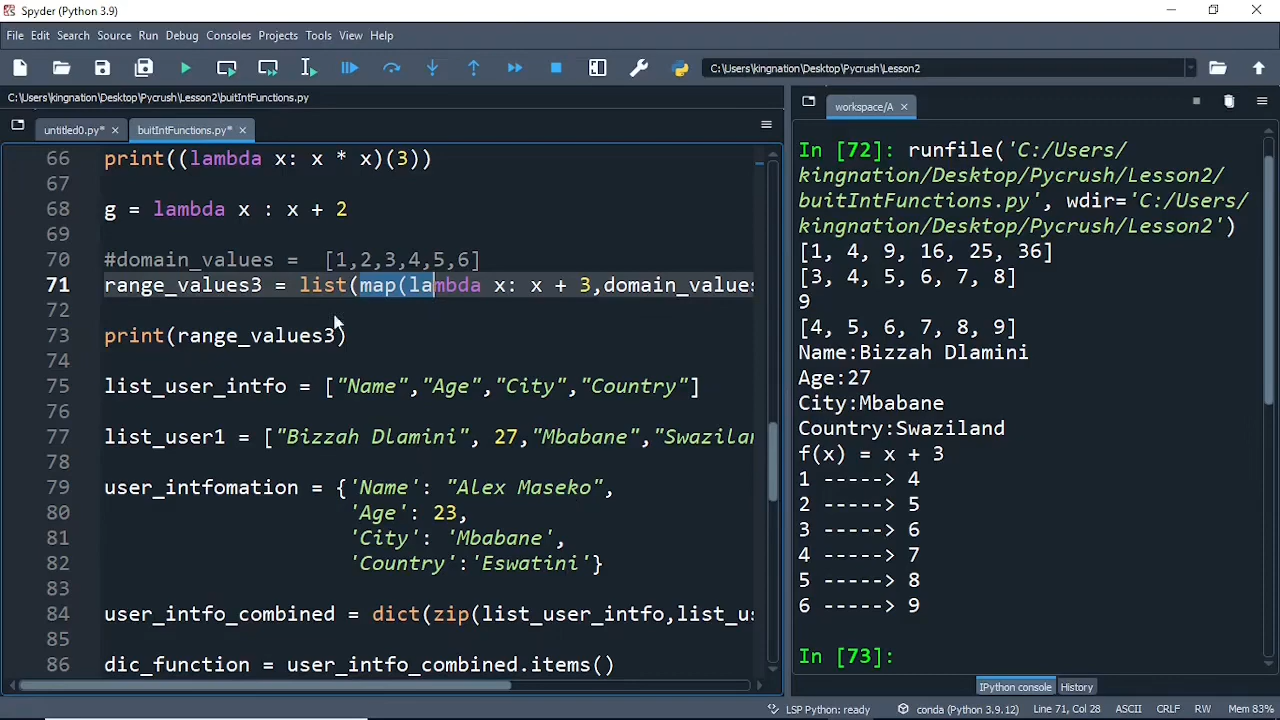 Spyder (Python 3.9)
File Edit Search Source Run Debug Consoles Projects Tools View Help
C:\Users\kingnation\Desktop\Pycrush\Lesson2
C:\Users\kingnation\Desktop\Pycrush\Lesson2\buitIntFunctions.py
untitled0.py* buitIntFunctions.py*
66 print((lambda x: x * x)(3))
67
68 g = lambda x : x + 2
69
70 #domain_values =  [1,2,3,4,5,6]
71 range_values3 = list(map(lambda x: x + 3,domain_values
72
73 print(range_values3)
74
75 list_user_intfo = ["Name","Age","City","Country"]
76
77 list_user1 = ["Bizzah Dlamini", 27,"Mbabane","Swazilan
78
79 user_intfomation = {'Name': "Alex Maseko",
80 'Age': 23,
81 'City': 'Mbabane',
82 'Country':'Eswatini'}
83
84 user_intfo_combined = dict(zip(list_user_intfo,list_us
85
86 dic_function = user_intfo_combined.items()
workspace/A
In [72]: runfile('C:/Users/
kingnation/Desktop/Pycrush/Lesson2/
buitIntFunctions.py', wdir='C:/Users/
kingnation/Desktop/Pycrush/Lesson2')
[1, 4, 9, 16, 25, 36]
[3, 4, 5, 6, 7, 8]
9
[4, 5, 6, 7, 8, 9]
Name:Bizzah Dlamini
Age:27
City:Mbabane
Country:Swaziland
f(x) = x + 3
1 -----> 4
2 -----> 5
3 -----> 6
4 -----> 7
5 -----> 8
6 -----> 9
In [73]:
IPython console History
LSP Python: ready conda (Python 3.9.12) Line 71, Col 28 ASCII CRLF RW Mem 83%